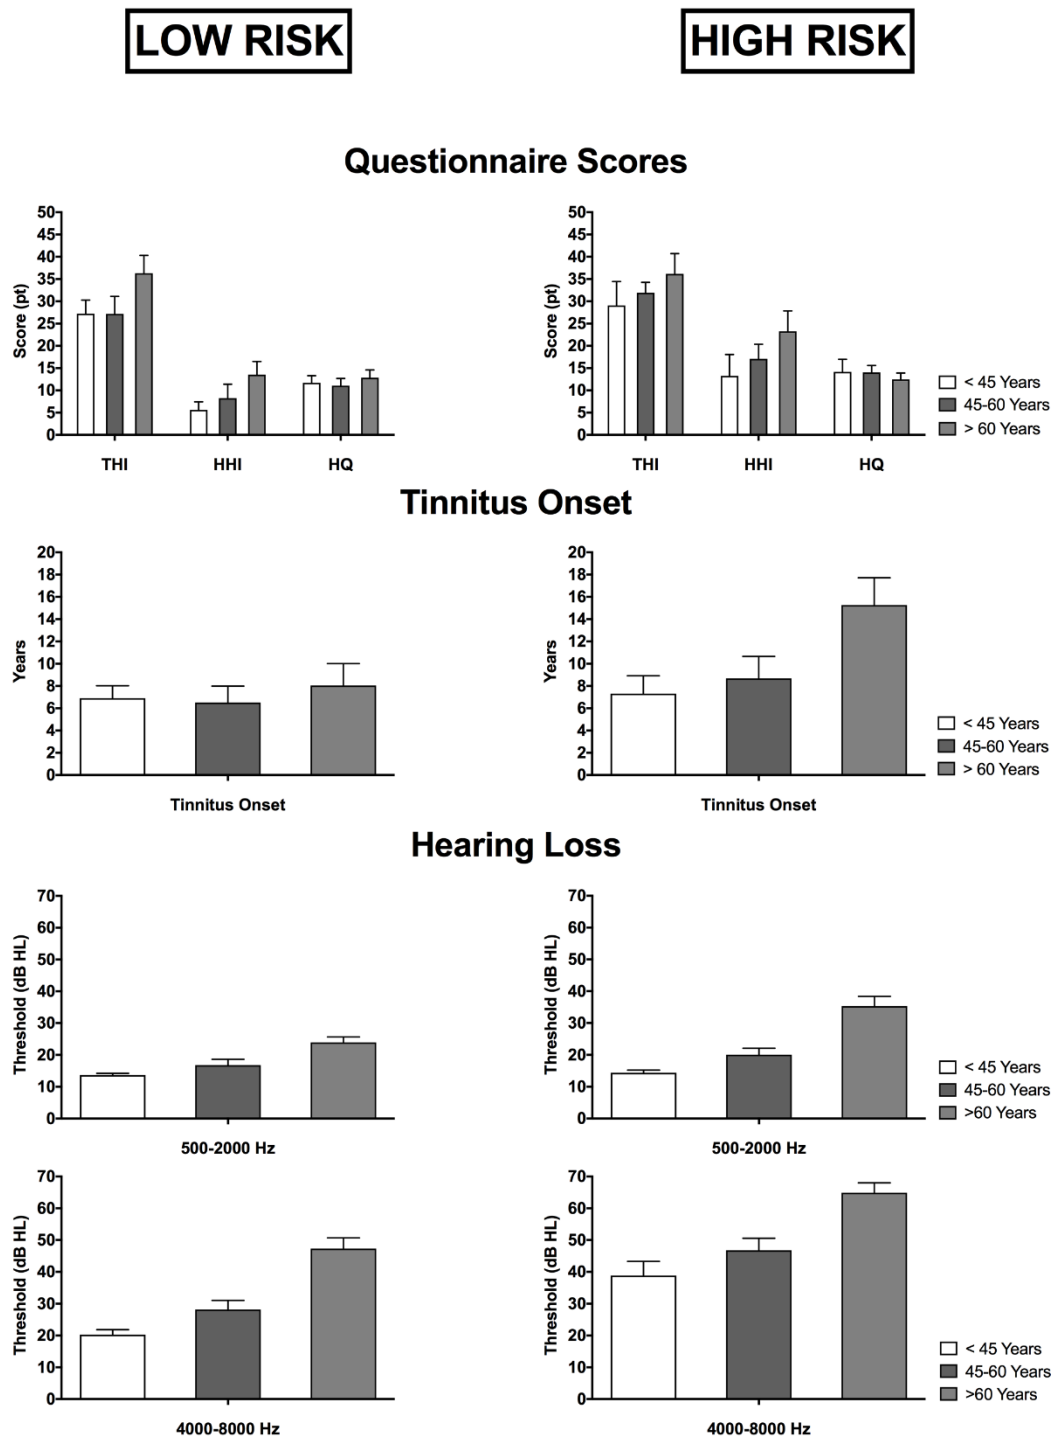 LOW RISK
HIGH RISK
Questionnaire Scores
Score (pt)
50
45
40
35
30
25
20
15
10
5
0
THI
HHI
HQ
Score (pt)
50
45
40
35
30
25
20
15
10
5
0
THI
HHI
HQ
< 45 Years
45-60 Years
> 60 Years
Tinnitus Onset
Years
20
18
16
14
12
10
8
6
4
2
0
Tinnitus Onset
Years
20
18
16
14
12
10
8
6
4
2
0
Tinnitus Onset
< 45 Years
45-60 Years
> 60 Years
Hearing Loss
Threshold (dB HL)
70
60
50
40
30
20
10
0
500-2000 Hz
Threshold (dB HL)
70
60
50
40
30
20
10
0
500-2000 Hz
< 45 Years
45-60 Years
>60 Years
Threshold (dB HL)
70
60
50
40
30
20
10
0
4000-8000 Hz
Threshold (dB HL)
70
60
50
40
30
20
10
0
4000-8000 Hz
< 45 Years
45-60 Years
>60 Years